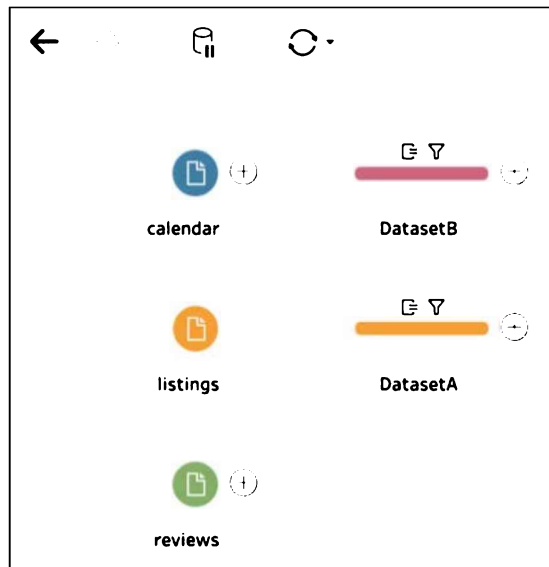 calendar
DatasetB
listings
DatasetA
reviews